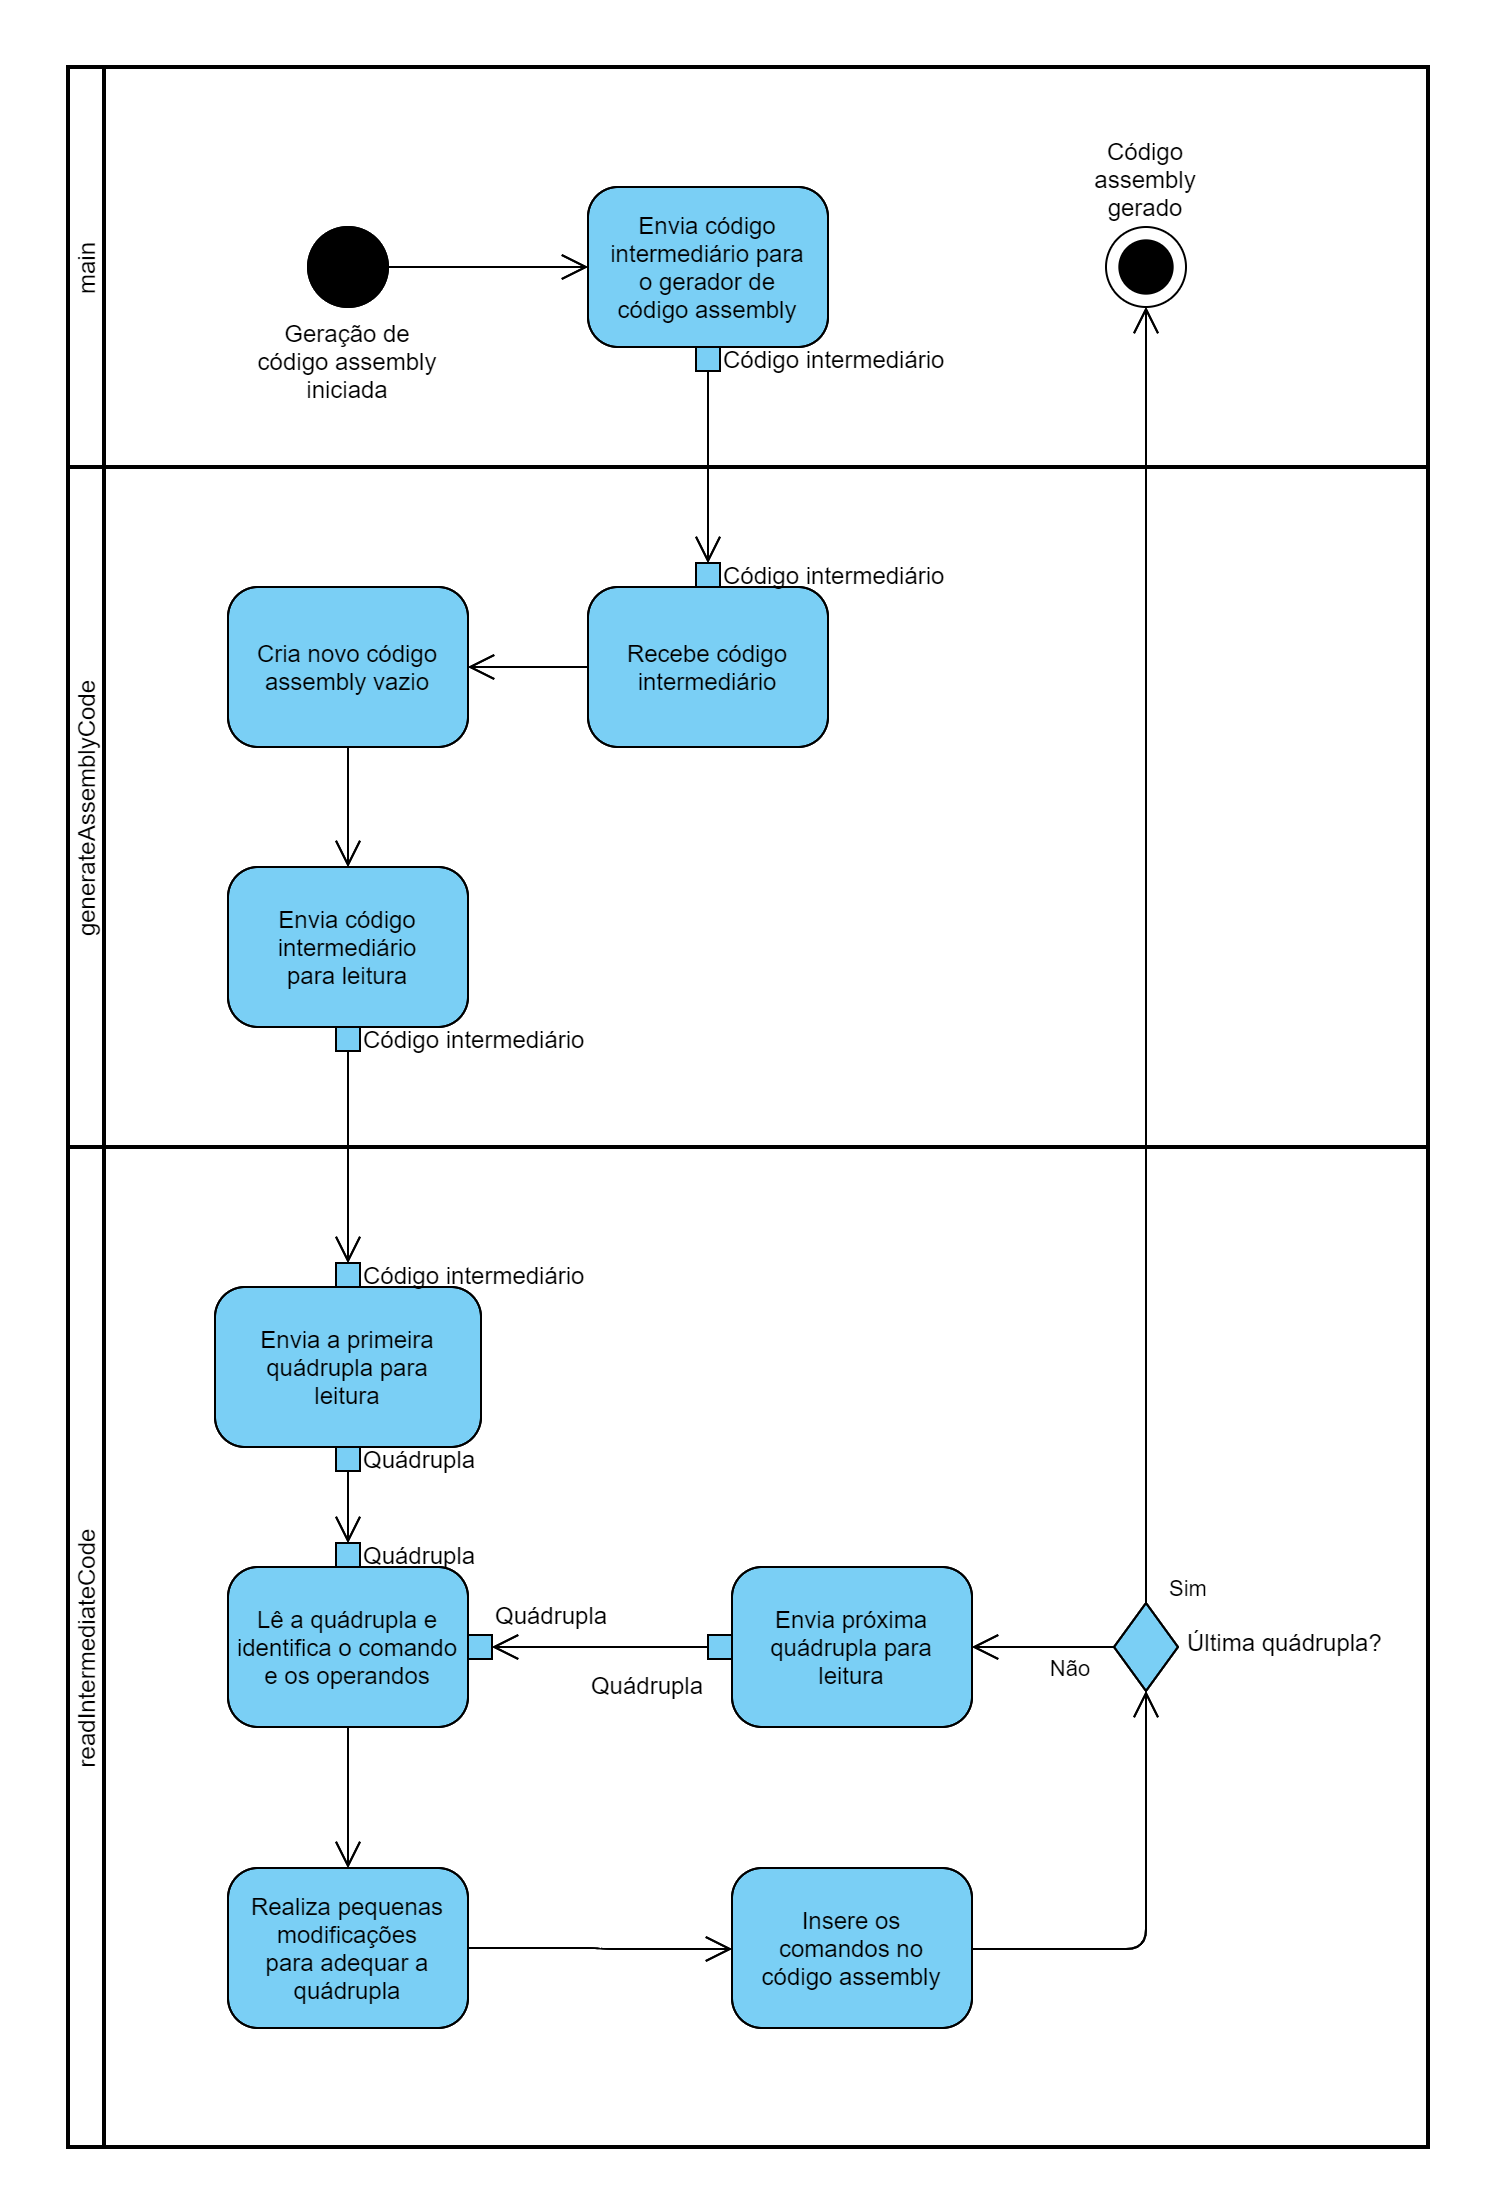 main
Geração de
código assembly
iniciada
Envia código
intermediário para
o gerador de
código assembly
Código intermediário
Código
assembly
gerado
generateAssemblyCode
Código intermediário
Recebe código
intermediário
Cria novo código
assembly vazio
Envia código
intermediário
para leitura
Código intermediário
readIntermediateCode
Código intermediário
Envia a primeira
quádrupla para
leitura
Quádrupla
Quádrupla
Lê a quádrupla e
identifica o comando
e os operandos
Quádrupla
Quádrupla
Envia próxima
quádrupla para
leitura
Não
Sim
Última quádrupla?
Realiza pequenas
modificações
para adequar a
quádrupla
Insere os
comandos no
código assembly